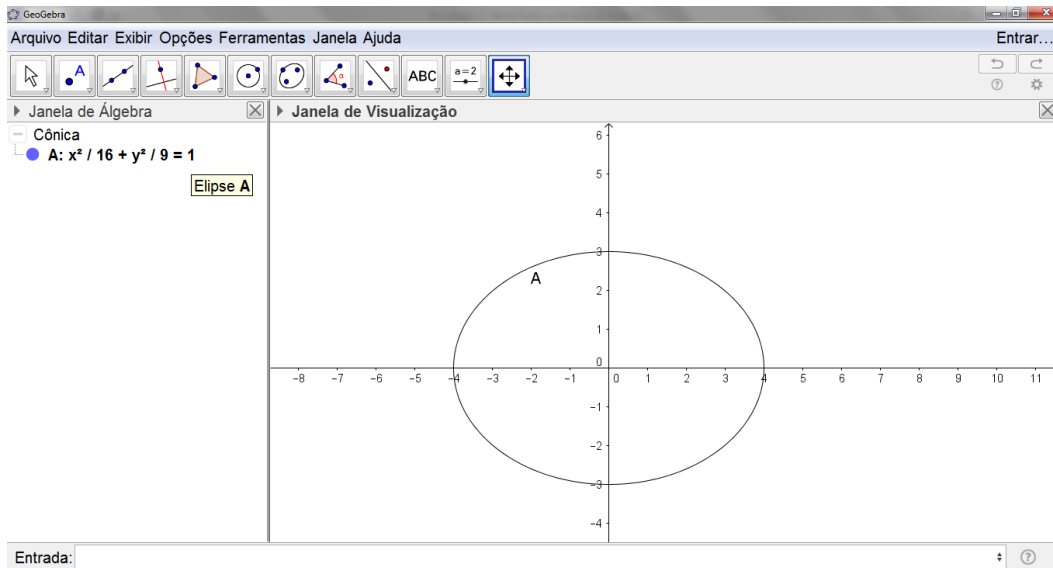 GeoGebra
Arquivo Editar Exibir Opções Ferramentas Janela Ajuda Entrar...
A α ABC a=2
Janela de Álgebra
Janela de Visualização
Cônica
A: x² / 16 + y² / 9 = 1
Elipse A
6
5
4
3
A
2
1
0
−8 −7 −6 −5 −4 −3 −2 −1 0 1 2 3 4 5 6 7 8 9 10 11
−1
−2
−3
−4
Entrada: